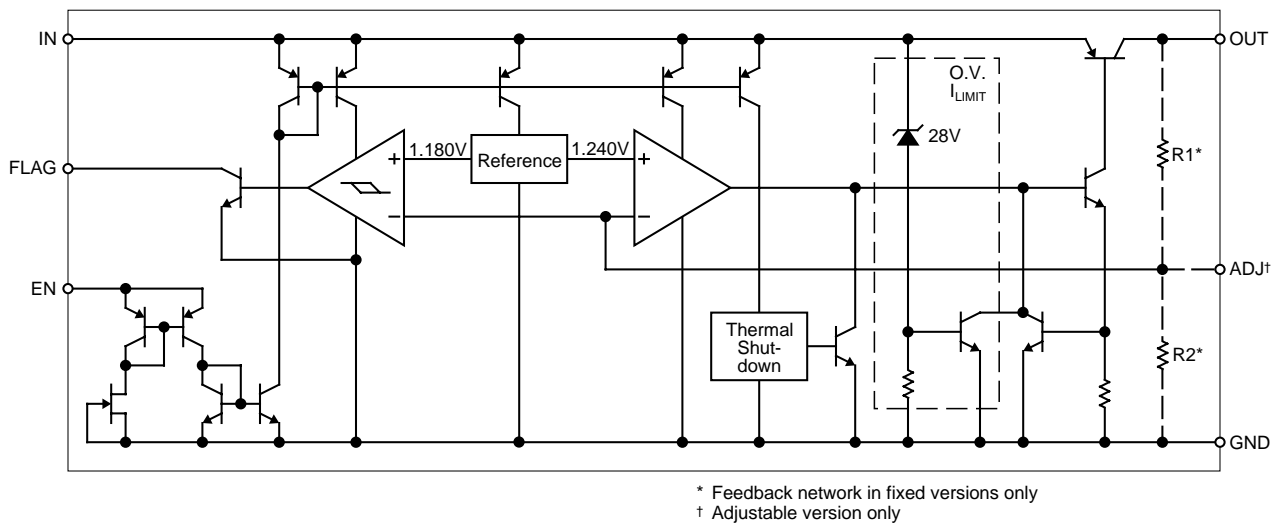 IN
OUT
O.V.
I LIMIT
28V
R1*
FLAG
+
1.180V
Reference
1.240V
+
−
−
ADJ†
EN
Thermal
Shut-
down
R2*
GND
* Feedback network in fixed versions only
† Adjustable version only